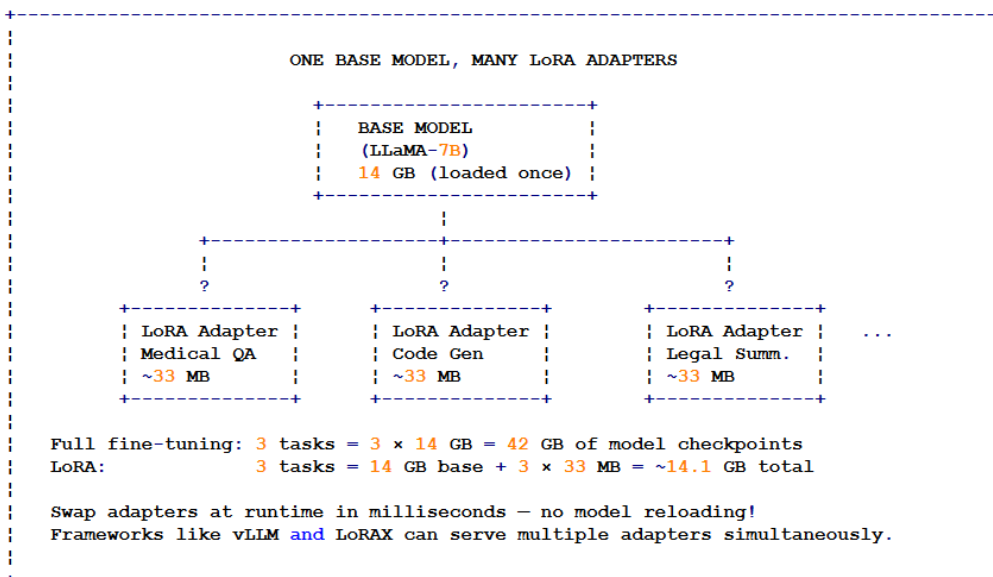 ONE BASE MODEL, MANY LoRA ADAPTERS
BASE MODEL
(LLaMA-7B)
14 GB (loaded once)
? ? ?
LoRA Adapter LoRA Adapter LoRA Adapter ...
Medical QA Code Gen Legal Summ.
~33 MB ~33 MB ~33 MB
Full fine-tuning: 3 tasks = 3 × 14 GB = 42 GB of model checkpoints
LoRA: 3 tasks = 14 GB base + 3 × 33 MB = ~14.1 GB total
Swap adapters at runtime in milliseconds — no model reloading!
Frameworks like vLLM and LoRAX can serve multiple adapters simultaneously.